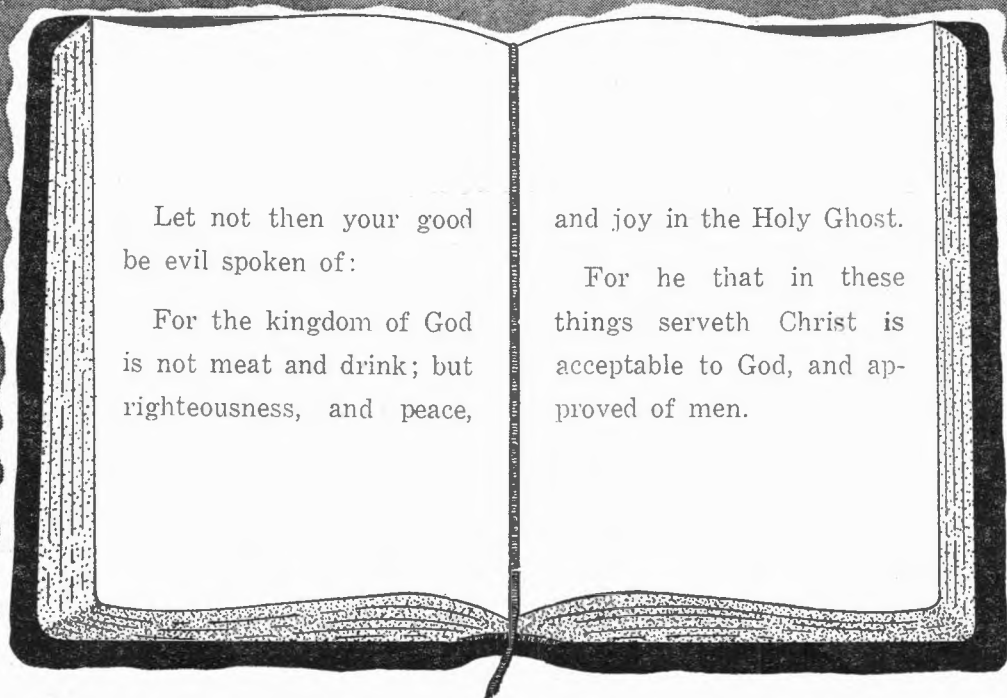 Let not then your good
be evil spoken of:
For the kingdom of God
is not meat and drink; but
righteousness, and peace,
and joy in the Holy Ghost.
For he that in these
things serveth Christ is
acceptable to God, and ap-
proved of men.